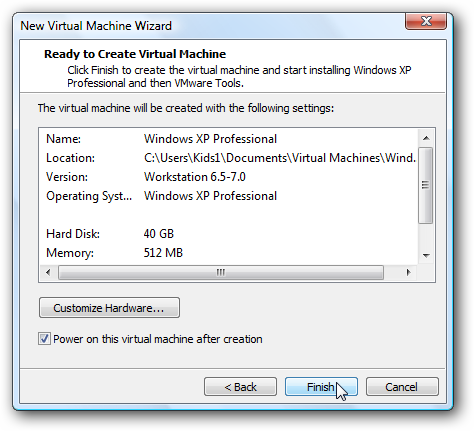 New Virtual Machine Wizard
Ready to Create Virtual Machine
Click Finish to create the virtual machine and start installing Windows XP
Professional and then VMware Tools.
The virtual machine will be created with the following settings:
Name: Windows XP Professional
Location: C:\Users\Kids1\Documents\Virtual Machines\Wind.
Version: Workstation 6.5-7.0
Operating Syst... Windows XP Professional
Hard Disk: 40 GB
Memory: 512 MB
Customize Hardware...
Power on this virtual machine after creation
< Back Finish Cancel